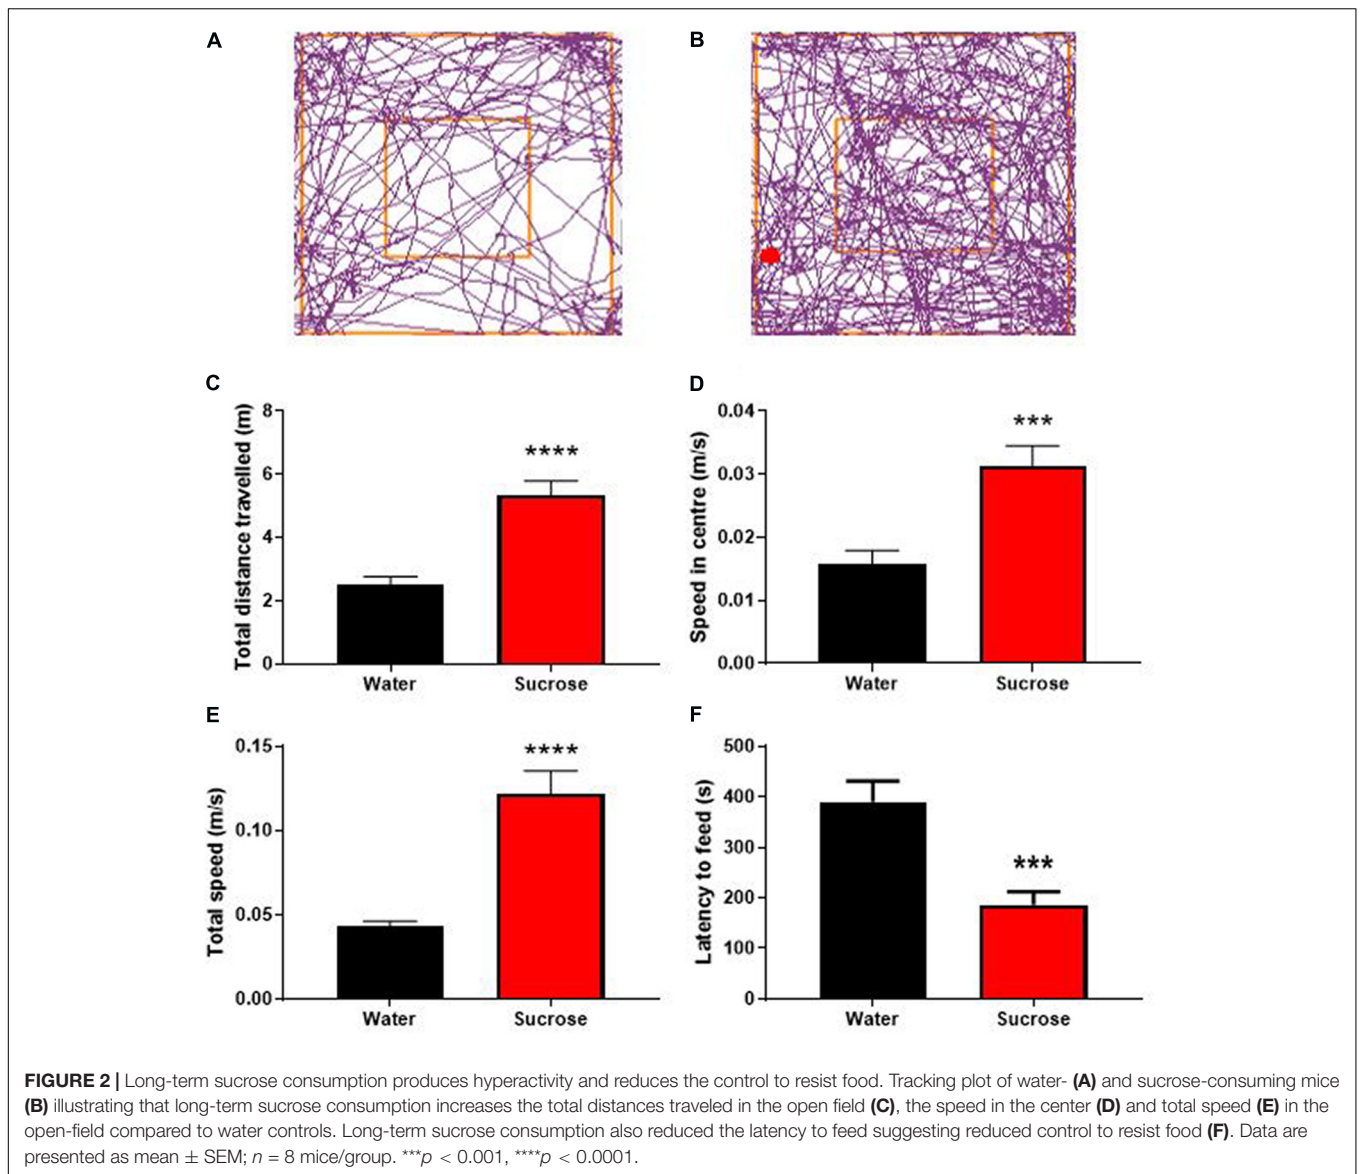 A
B
C
D
8
6
4
2
0
Total distance travelled (m)
****
Water
Sucrose
0.04
0.03
0.02
0.01
0.00
Speed in centre (m/s)
***
Water
Sucrose
E
F
0.15
0.10
0.05
0.00
Total speed (m/s)
****
Water
Sucrose
500
400
300
200
100
0
Latency to feed (s)
***
Water
Sucrose
FIGURE 2 | Long-term sucrose consumption produces hyperactivity and reduces the control to resist food. Tracking plot of water- (A) and sucrose-consuming mice
(B) illustrating that long-term sucrose consumption increases the total distances traveled in the open field (C), the speed in the center (D) and total speed (E) in the
open-field compared to water controls. Long-term sucrose consumption also reduced the latency to feed suggesting reduced control to resist food (F). Data are
presented as mean ± SEM; n = 8 mice/group. ***p < 0.001, ****p < 0.0001.